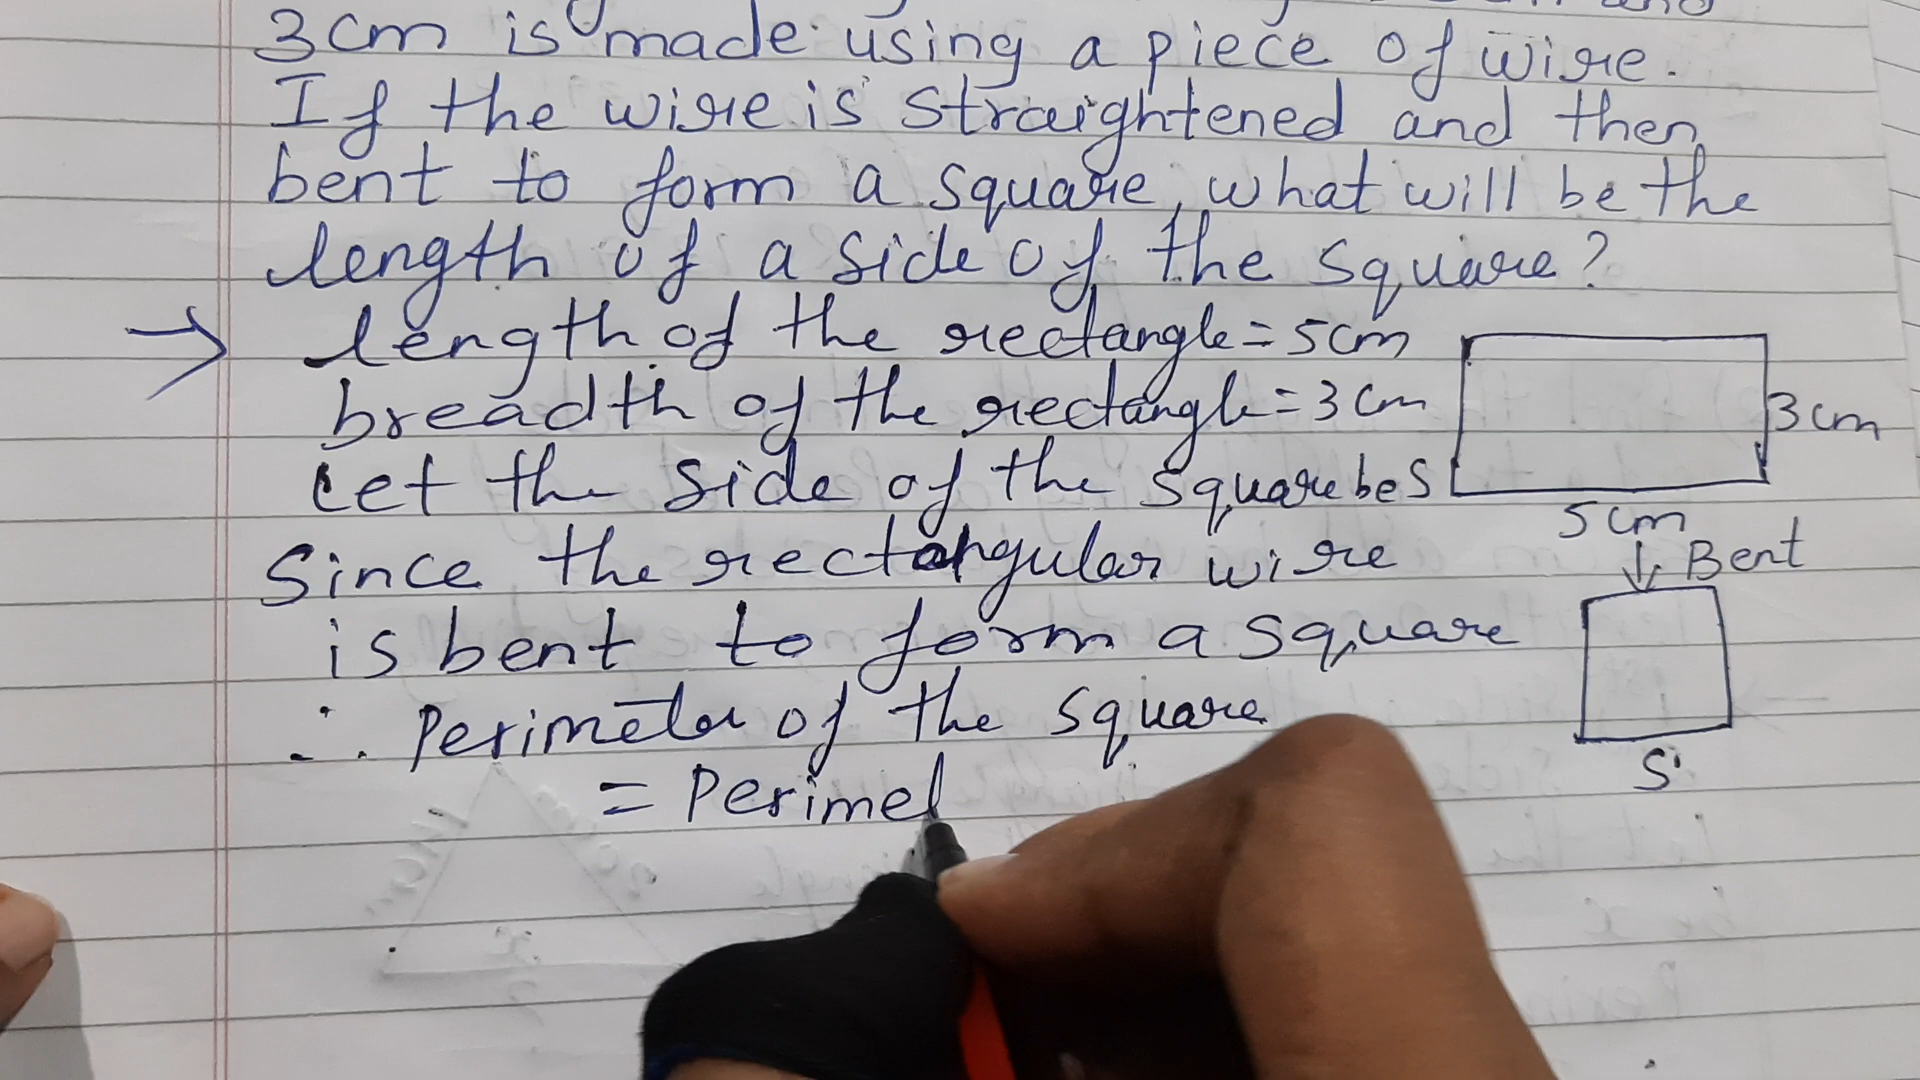 3cm is made using a piece of wire.
If the wire is straightened and then
bent to form a square, what will be the
length of a side of the square?
→ length of the rectangle = 5cm
breadth of the rectangle = 3cm
3cm
Let the side of the square be S
5cm
Since the rectangular wire
↓ Bent
is bent to form a square
∴ Perimeter of the square
S
= Perimet